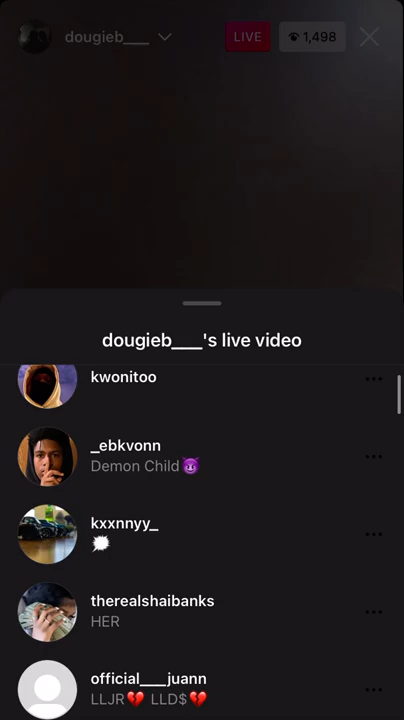 dougieb___
LIVE
1,498
dougieb___'s live video
kwonitoo
_ebkvonn
Demon Child😈
kxxnnyy_
🗯
therealshaibanks
HER
official___juann
LLJR💔 LLD$💔